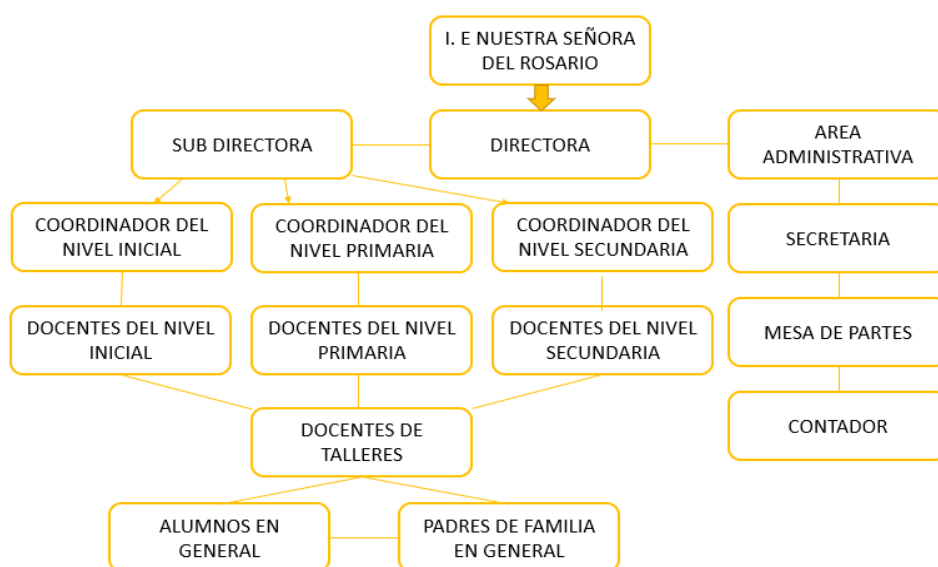 I. E NUESTRA SEÑORA
DEL ROSARIO
SUB DIRECTORA
DIRECTORA
AREA
ADMINISTRATIVA
COORDINADOR DEL
NIVEL INICIAL
COORDINADOR DEL
NIVEL PRIMARIA
COORDINADOR DEL
NIVEL SECUNDARIA
SECRETARIA
DOCENTES DEL NIVEL
INICIAL
DOCENTES DEL NIVEL
PRIMARIA
DOCENTES DEL NIVEL
SECUNDARIA
MESA DE PARTES
DOCENTES DE
TALLERES
CONTADOR
ALUMNOS EN
GENERAL
PADRES DE FAMILIA
EN GENERAL